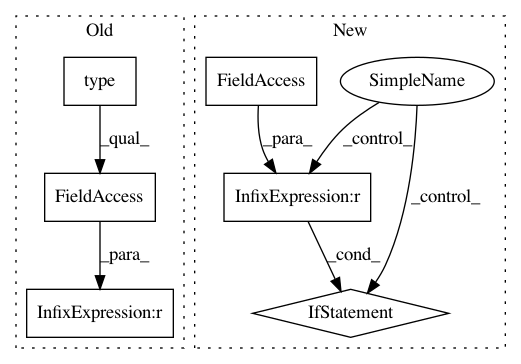 Old
New
type
FieldAccess
SimpleName
_qual_
_para_
_control_
FieldAccess
InfixExpression:r
_control_
_para_
_cond_
InfixExpression:r
IfStatement